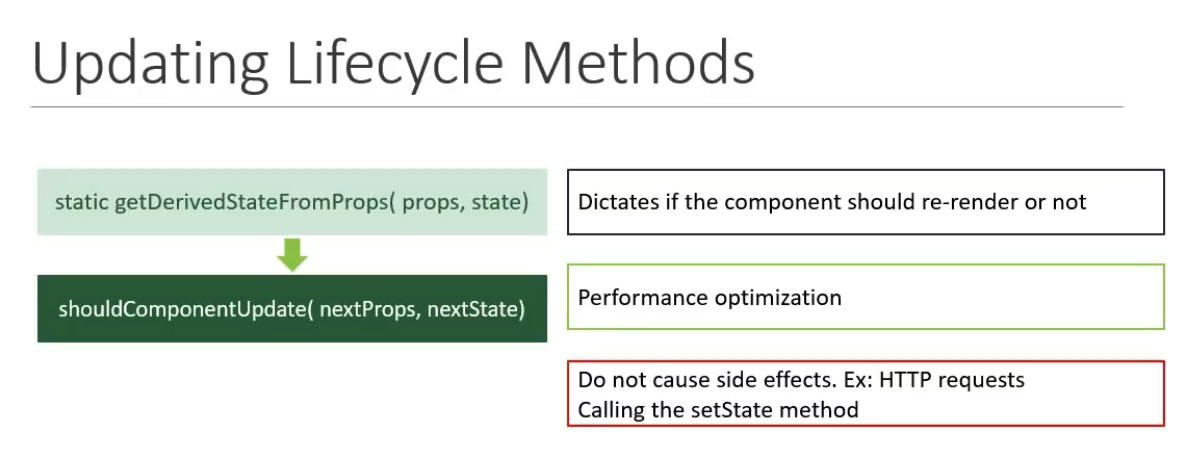 Updating Lifecycle Methods
static getDerivedStateFromProps( props, state)
Dictates if the component should re-render or not
shouldComponentUpdate( nextProps, nextState)
Performance optimization
Do not cause side effects. Ex: HTTP requests
Calling the setState method